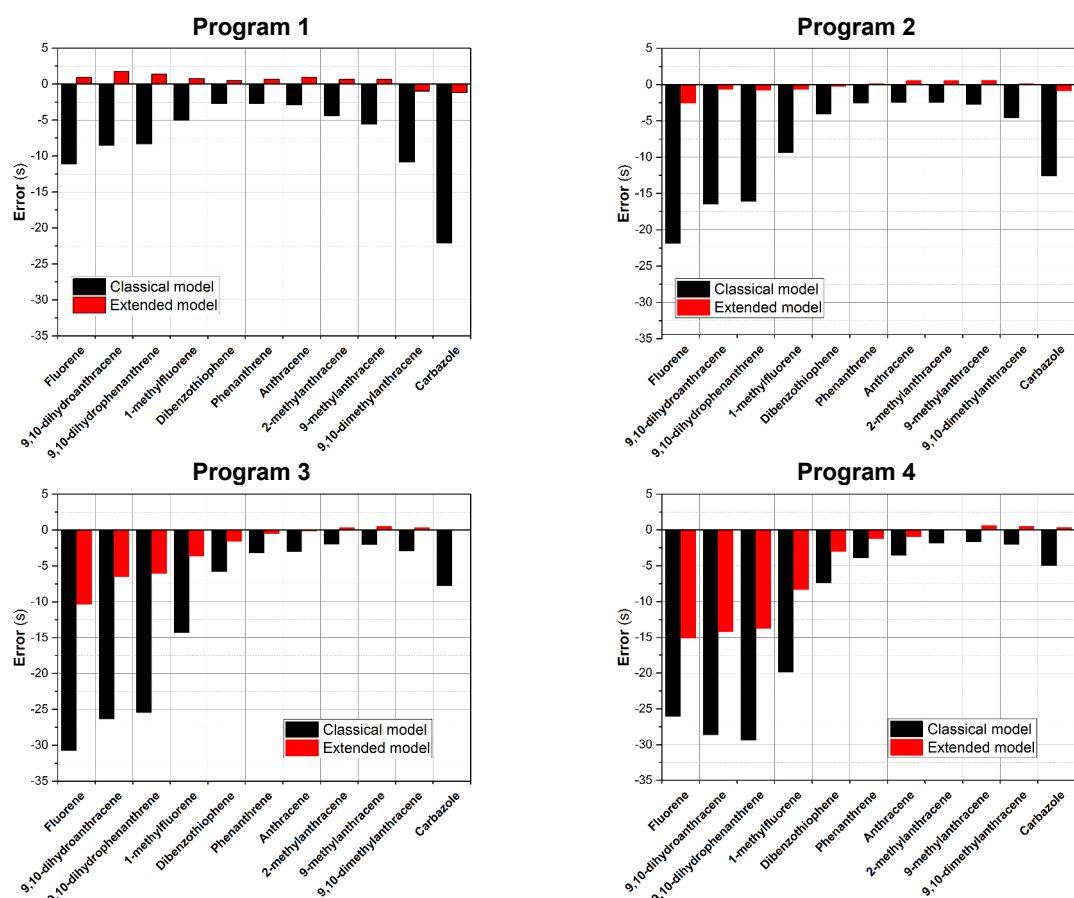 Program 1
5
0
-5
-10
-15
-20
-25
-30
-35
Error (s)
Classical model
Extended model
Fluorene
9,10-dihydroanthracene
9,10-dihydrophenanthrene
1-methylfluorene
Dibenzothiophene
Phenanthrene
Anthracene
2-methylanthracene
9-methylanthracene
9,10-dimethylanthracene
Carbazole
Program 2
5
0
-5
-10
-15
-20
-25
-30
-35
Error (s)
Classical model
Extended model
Fluorene
9,10-dihydroanthracene
9,10-dihydrophenanthrene
1-methylfluorene
Dibenzothiophene
Phenanthrene
Anthracene
2-methylanthracene
9-methylanthracene
9,10-dimethylanthracene
Carbazole
Program 3
5
0
-5
-10
-15
-20
-25
-30
-35
Error (s)
Classical model
Extended model
Fluorene
9,10-dihydroanthracene
9,10-dihydrophenanthrene
1-methylfluorene
Dibenzothiophene
Phenanthrene
Anthracene
2-methylanthracene
9-methylanthracene
9,10-dimethylanthracene
Carbazole
Program 4
5
0
-5
-10
-15
-20
-25
-30
-35
Error (s)
Classical model
Extended model
Fluorene
9,10-dihydroanthracene
9,10-dihydrophenanthrene
1-methylfluorene
Dibenzothiophene
Phenanthrene
Anthracene
2-methylanthracene
9-methylanthracene
9,10-dimethylanthracene
Carbazole